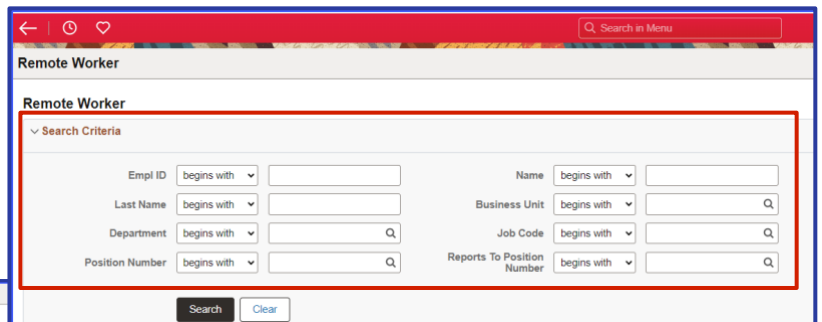 Search in Menu
Remote Worker
Remote Worker
Search Criteria
Empl ID begins with Name begins with
Last Name begins with Business Unit begins with
Department begins with Job Code begins with
Position Number begins with Reports To Position Number begins with
Search Clear